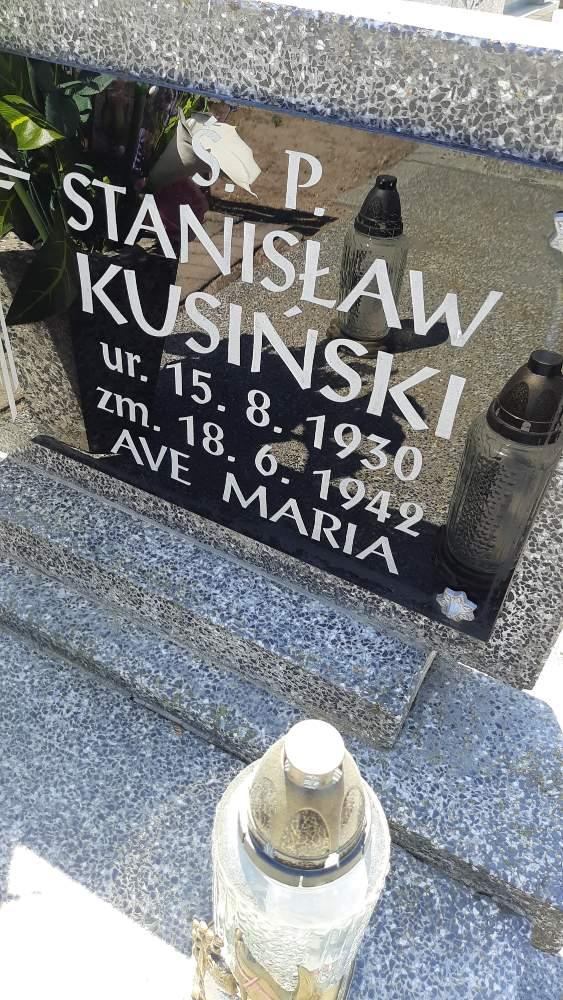 Ś. P.
STANISŁAW
KUSIŃSKI
ur. 15. 8. 1930
zm. 18. 6. 1942
AVE MARIA